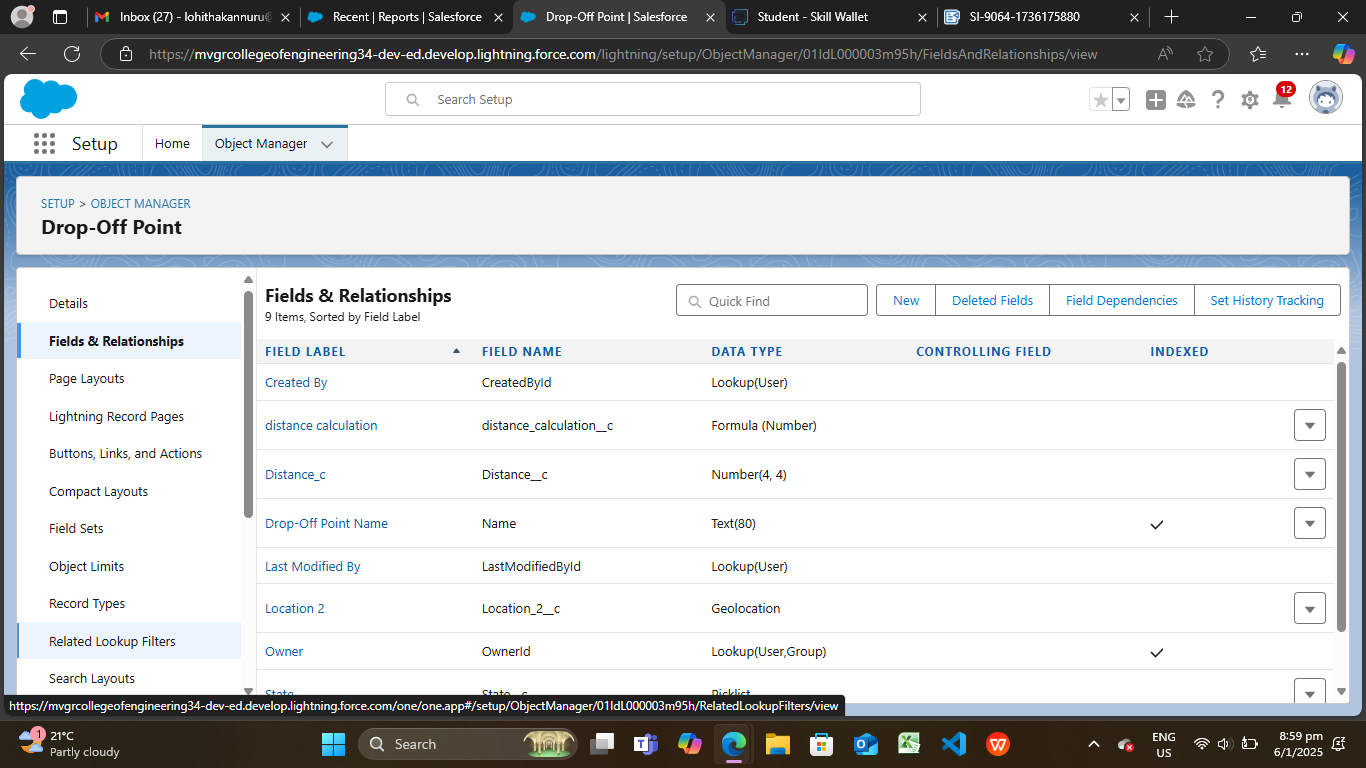 Inbox (27) - lohithakannuru@
Recent | Reports | Salesforce
Drop-Off Point | Salesforce
Student - Skill Wallet
SI-9064-1736175880
https://mvgrcollegeofengineering34-dev-ed.develop.lightning.force.com/lightning/setup/ObjectManager/01IdL000003m95h/FieldsAndRelationships/view
Search Setup
12
Setup
Home
Object Manager
SETUP > OBJECT MANAGER
Drop-Off Point
Details
Fields & Relationships
Page Layouts
Lightning Record Pages
Buttons, Links, and Actions
Compact Layouts
Field Sets
Object Limits
Record Types
Related Lookup Filters
Search Layouts
Fields & Relationships
9 Items, Sorted by Field Label
Quick Find
New
Deleted Fields
Field Dependencies
Set History Tracking
FIELD LABEL FIELD NAME DATA TYPE CONTROLLING FIELD INDEXED
Created By CreatedById Lookup(User)
distance calculation distance_calculation__c Formula (Number)
Distance_c Distance__c Number(4, 4)
Drop-Off Point Name Name Text(80)
Last Modified By LastModifiedById Lookup(User)
Location 2 Location_2__c Geolocation
Owner OwnerId Lookup(User,Group)
State State__c Picklist
https://mvgrcollegeofengineering34-dev-ed.develop.lightning.force.com/one/one.app#/setup/ObjectManager/01IdL000003m95h/RelatedLookupFilters/view
1
21°C
Partly cloudy
Search
ENG
US
8:59 pm
6/1/2025